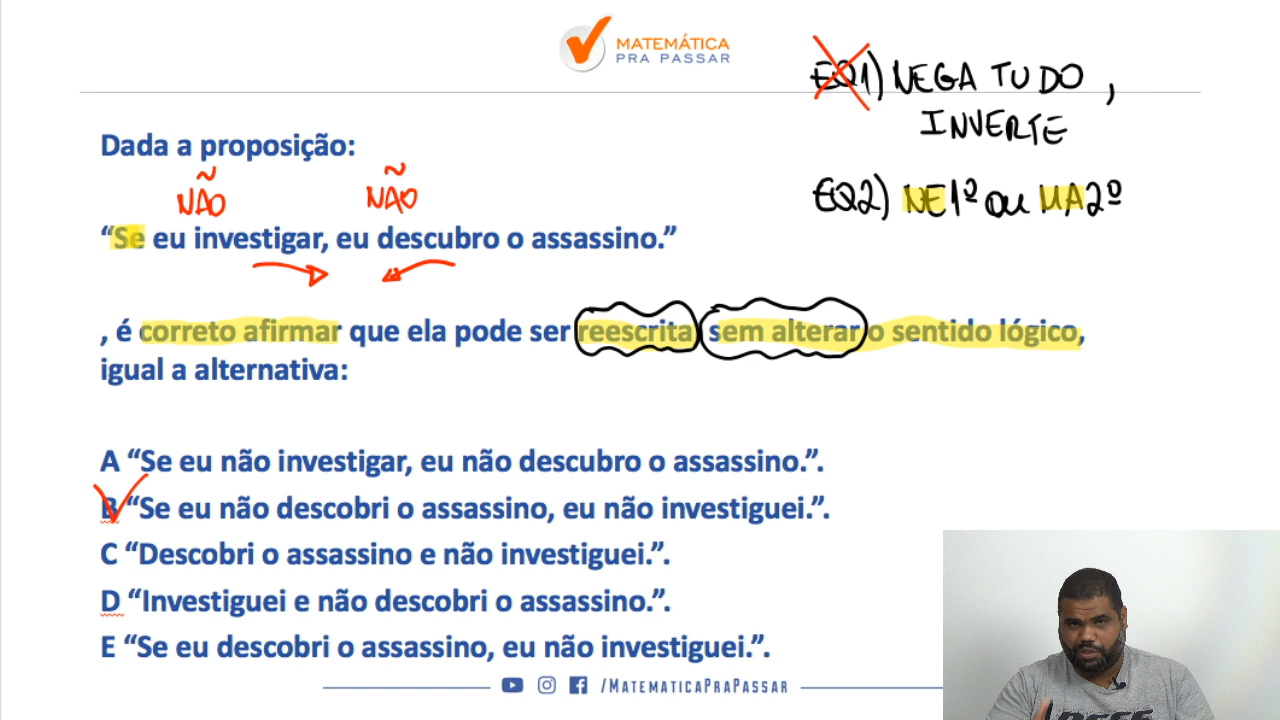 MATEMÁTICA
PRA PASSAR
EQ1) NEGA TUDO,
INVERTE
EQ2) NE1º OU MA2º
Dada a proposição:
NÃO NÃO
“Se eu investigar, eu descubro o assassino.”
, é correto afirmar que ela pode ser reescrita sem alterar o sentido lógico,
igual a alternativa:
A “Se eu não investigar, eu não descubro o assassino.”.
B “Se eu não descobri o assassino, eu não investiguei.”.
C “Descobri o assassino e não investiguei.”.
D “Investiguei e não descobri o assassino.”.
E “Se eu descobri o assassino, eu não investiguei.”.
/MATEMATICAPRAPASSAR